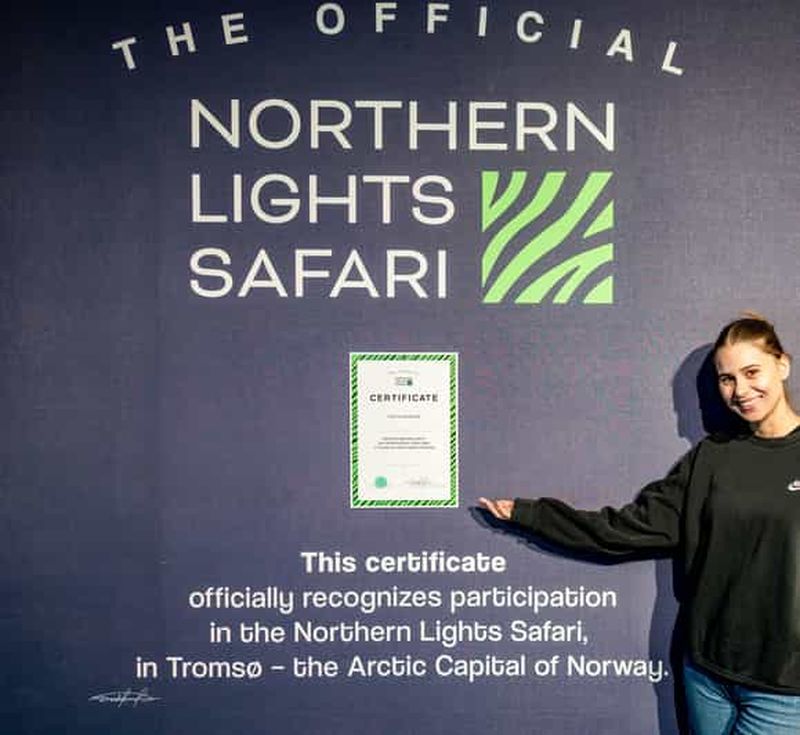 THE OFFICIAL
NORTHERN
LIGHTS
SAFARI
CERTIFICATE
This certificate
officially recognizes participation
in the Northern Lights Safari,
in Tromsø – the Arctic Capital of Norway.